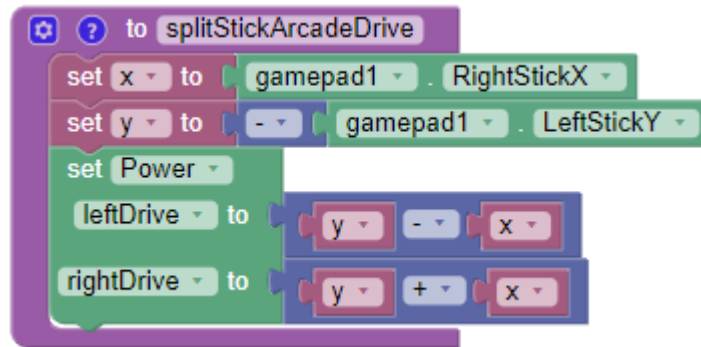 ? to splitStickArcadeDrive
set x to gamepad1 . RightStickX
set y to - gamepad1 . LeftStickY
set Power
leftDrive to y - x
rightDrive to y + x